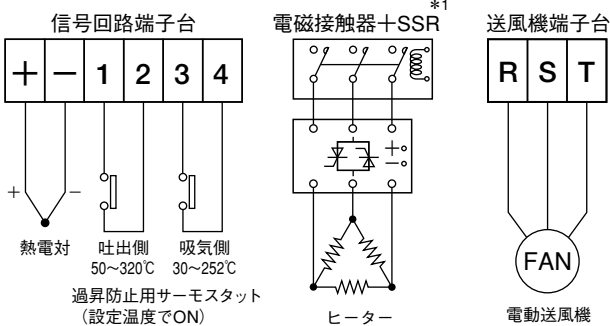 信号回路端子台
電磁接触器＋SSR*1
送風機端子台
＋ － 1 2 3 4
R S T
＋－
＋ －
熱電対
吐出側
50～320℃
吸気側
30～252℃
過昇防止用サーモスタット
（設定温度でON）
ヒーター
FAN
電動送風機